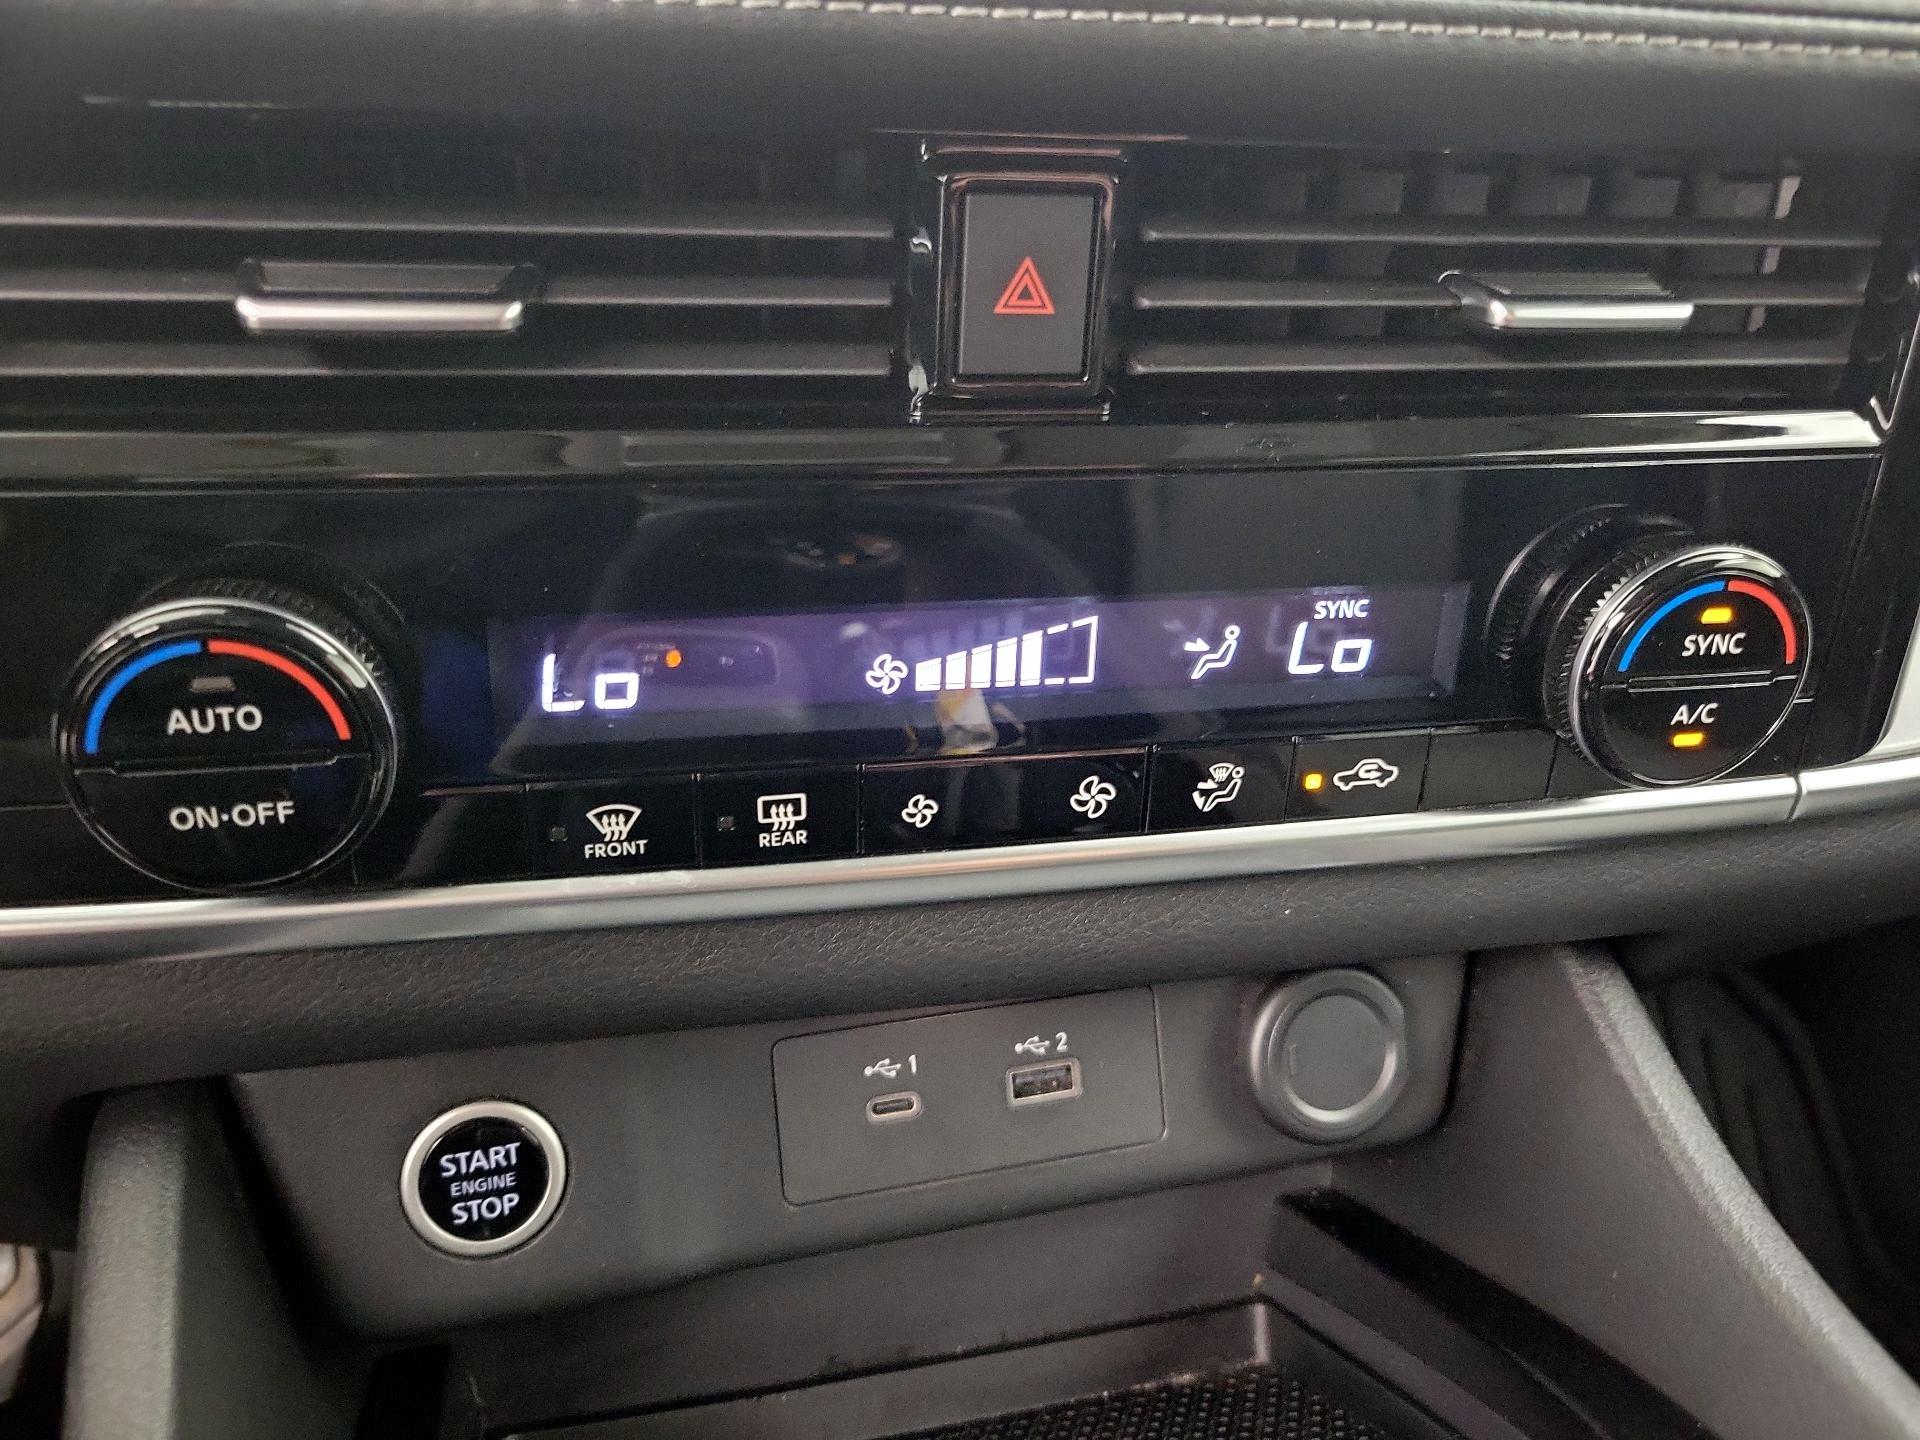 SYNC
Lo
Lo
AUTO
ON·OFF
SYNC
A/C
FRONT
REAR
1
2
START
ENGINE
STOP